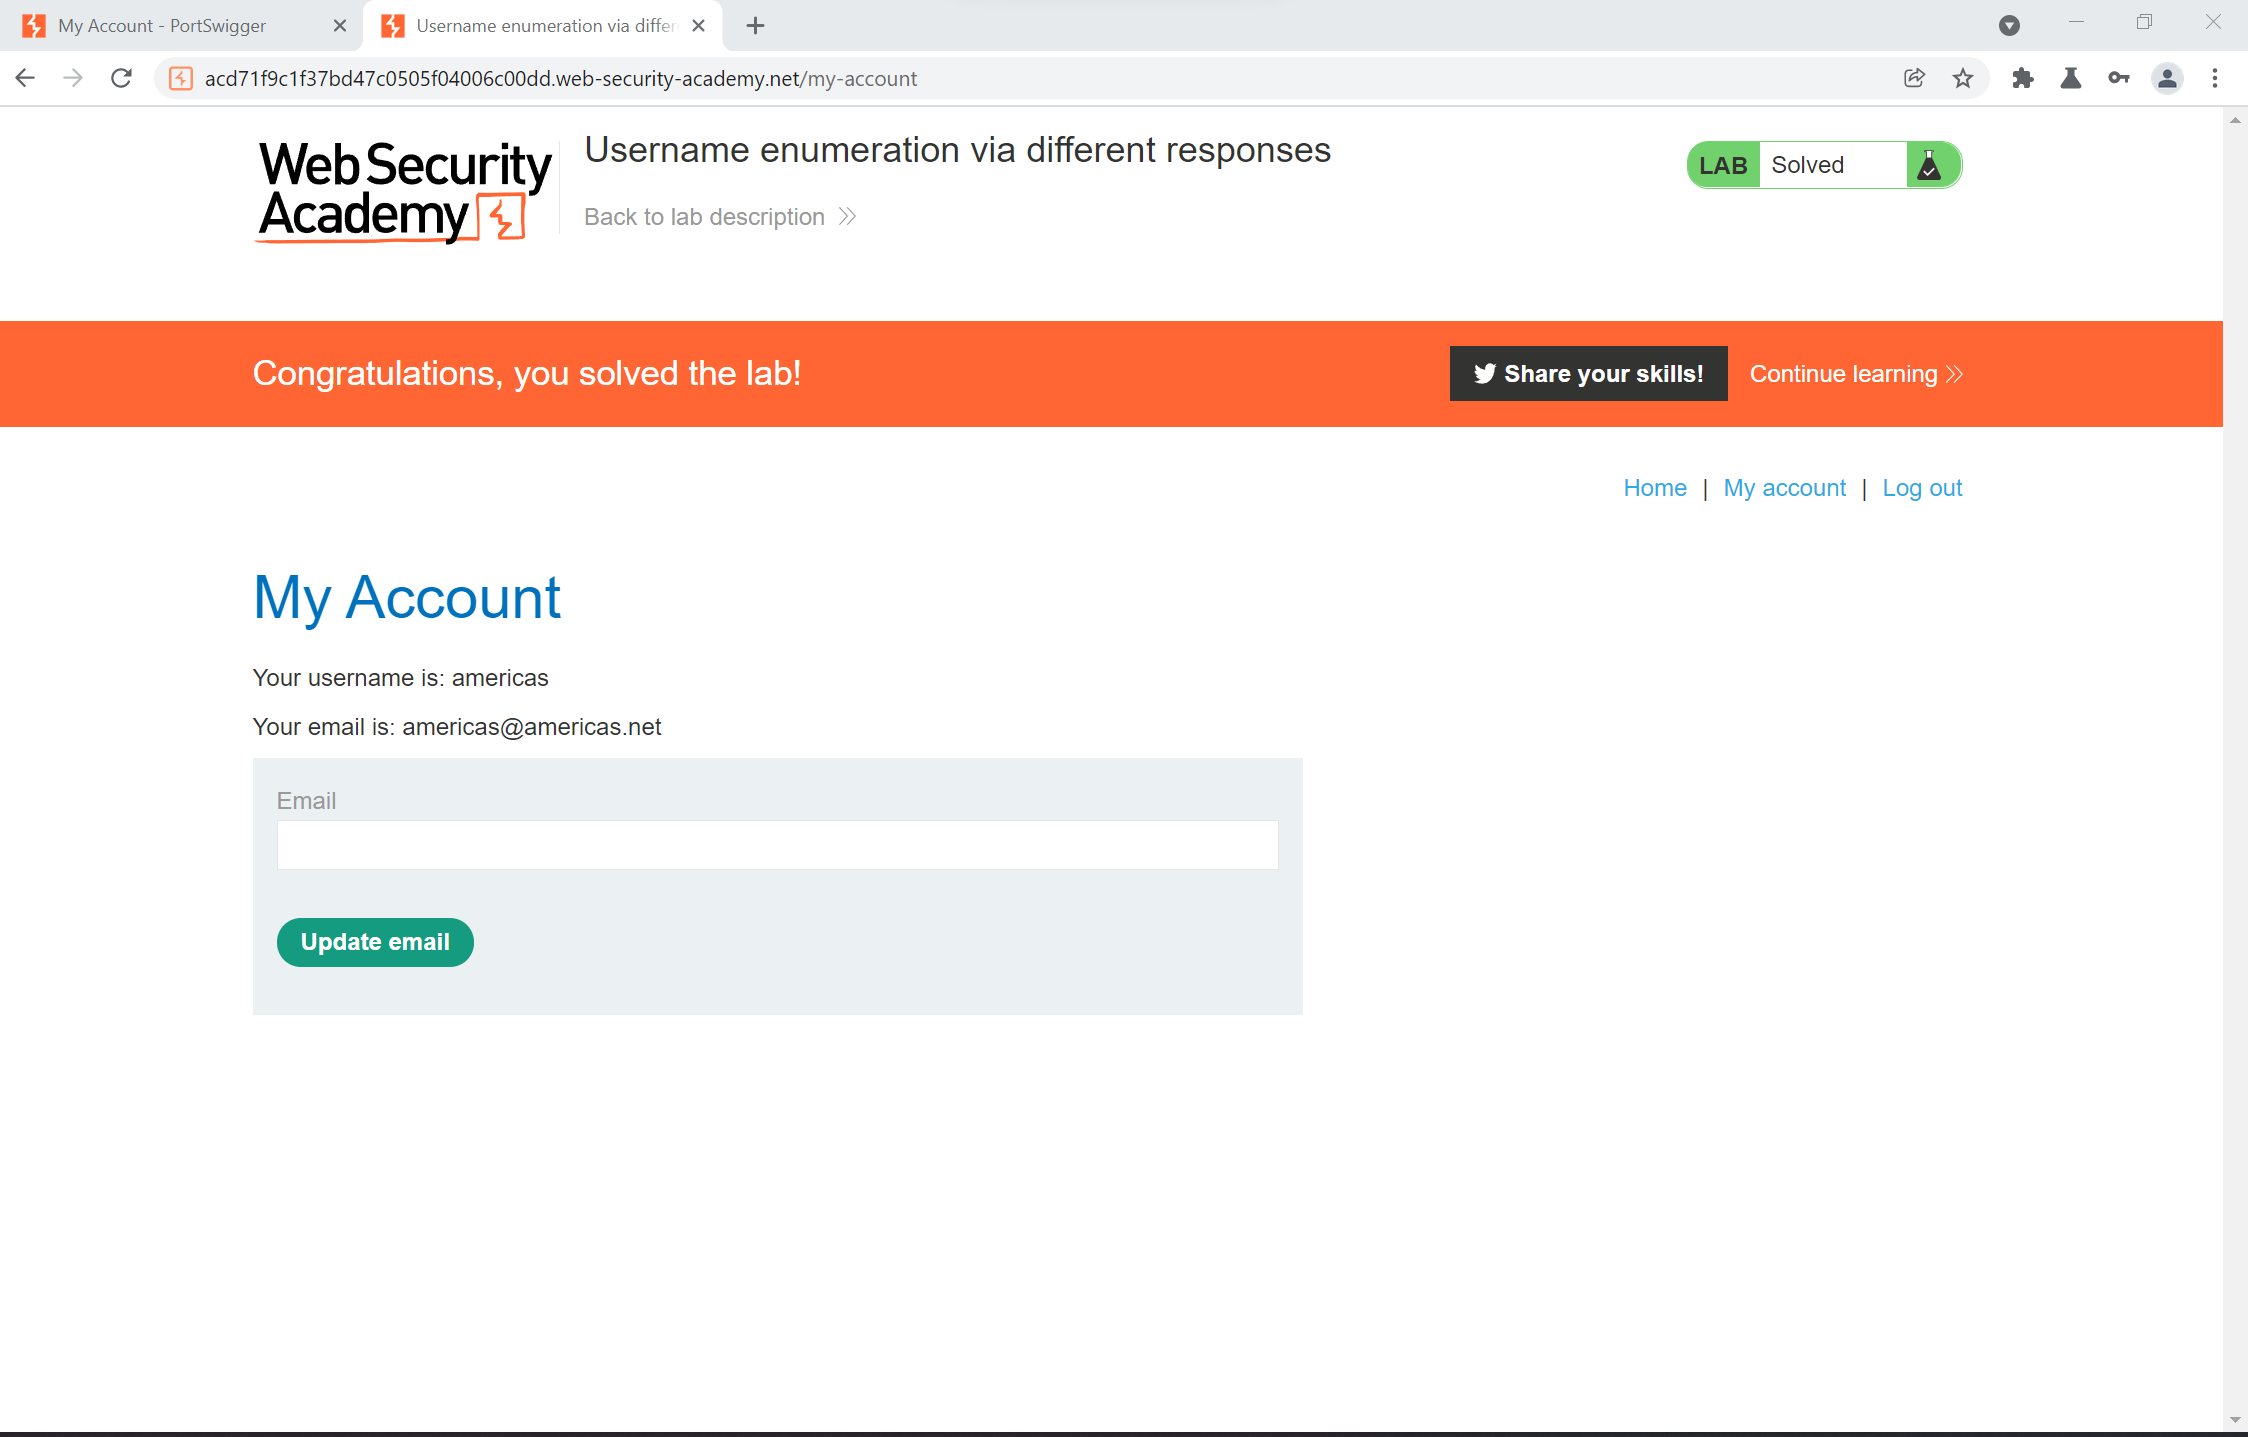 My Account - PortSwigger
Username enumeration via differ
acd71f9c1f37bd47c0505f04006c00dd.web-security-academy.net/my-account
Web Security
Academy
Username enumeration via different responses
Back to lab description
LAB Solved
Congratulations, you solved the lab!
Share your skills!
Continue learning
Home | My account | Log out
My Account
Your username is: americas
Your email is: americas@americas.net
Email
Update email